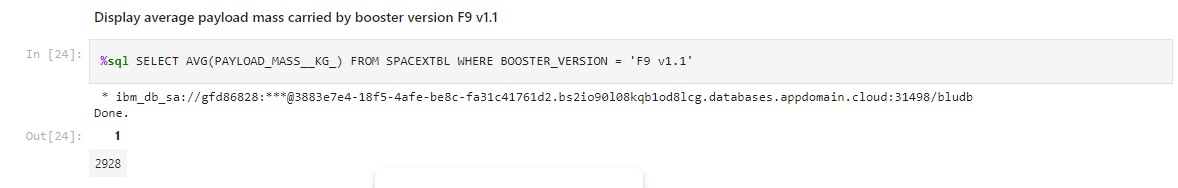 Display average payload mass carried by booster version F9 v1.1
In [24]: %sql SELECT AVG(PAYLOAD_MASS__KG_) FROM SPACEXTBL WHERE BOOSTER_VERSION = 'F9 v1.1'
* ibm_db_sa://gfd86828:***@3883e7e4-18f5-4afe-be8c-fa31c41761d2.bs2io90l08kqb1od8lcg.databases.appdomain.cloud:31498/bludb
Done.
Out[24]: 1
2928